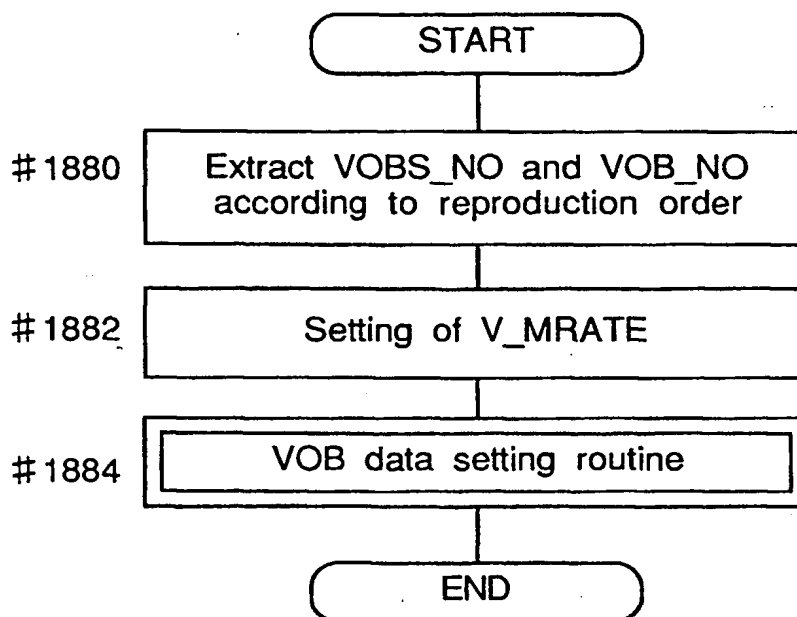 START
#1880
Extract VOBS_NO and VOB_NO
according to reproduction order
#1882
Setting of V_MRATE
#1884
VOB data setting routine
END